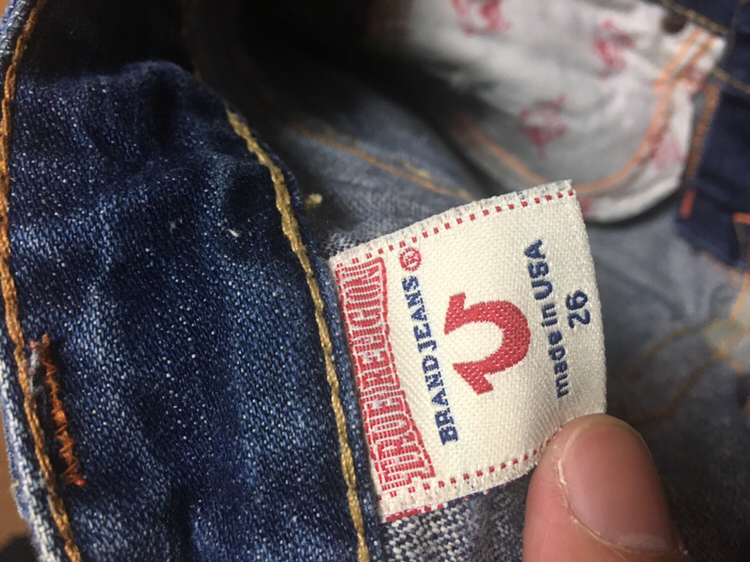 TRUE RELIGION
BRAND JEANS ®
made in USA
26